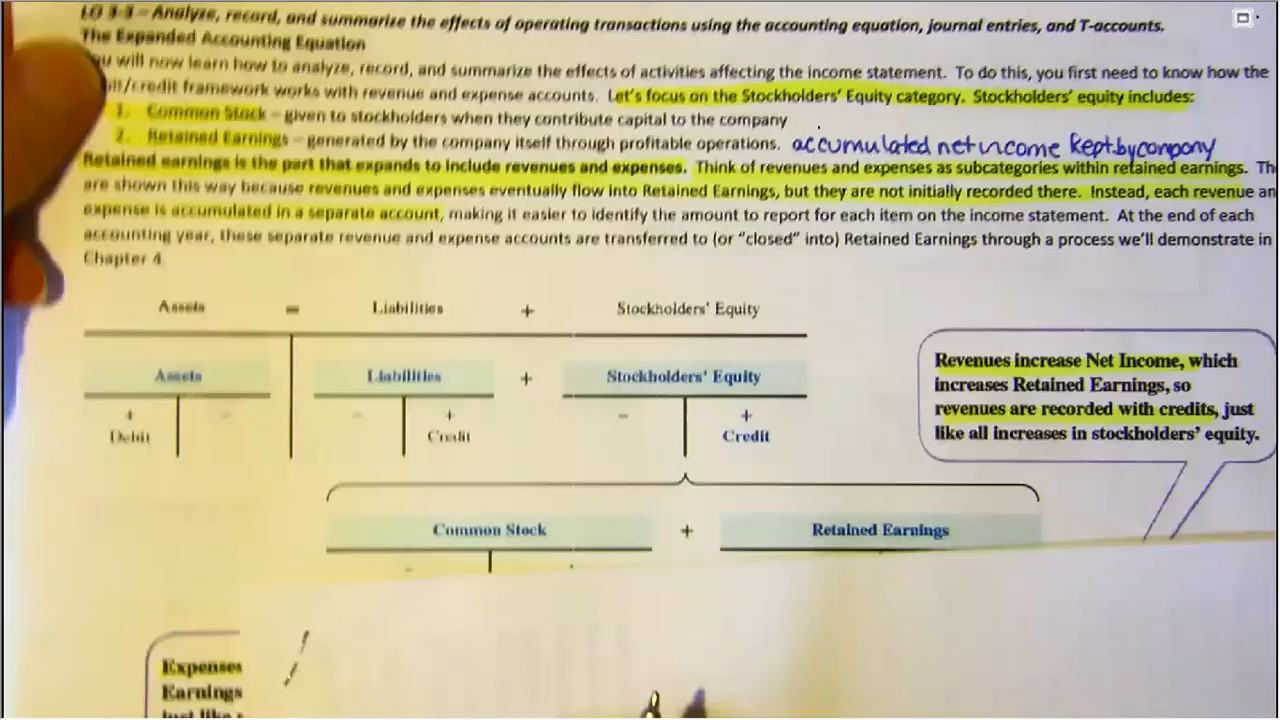 LO 3-3 – Analyze, record, and summarize the effects of operating transactions using the accounting equation, journal entries, and T-accounts.
The Expanded Accounting Equation
You will now learn how to analyze, record, and summarize the effects of activities affecting the income statement. To do this, you first need to know how the
/credit framework works with revenue and expense accounts. Let's focus on the Stockholders' Equity category. Stockholders' equity includes:
1. Common Stock – given to stockholders when they contribute capital to the company
2. Retained Earnings – generated by the company itself through profitable operations. accumulated net income kept by company
Retained earnings is the part that expands to include revenues and expenses. Think of revenues and expenses as subcategories within retained earnings. Th
are shown this way because revenues and expenses eventually flow into Retained Earnings, but they are not initially recorded there. Instead, each revenue an
expense is accumulated in a separate account, making it easier to identify the amount to report for each item on the income statement. At the end of each
accounting year, these separate revenue and expense accounts are transferred to (or "closed" into) Retained Earnings through a process we'll demonstrate in
Chapter 4.
Assets = Liabilities + Stockholders' Equity
Assets Liabilities + Stockholders' Equity
+ - - + - +
Debit Credit Credit
Revenues increase Net Income, which
increases Retained Earnings, so
revenues are recorded with credits, just
like all increases in stockholders' equity.
Common Stock + Retained Earnings
-
Expenses
Earnings
just like